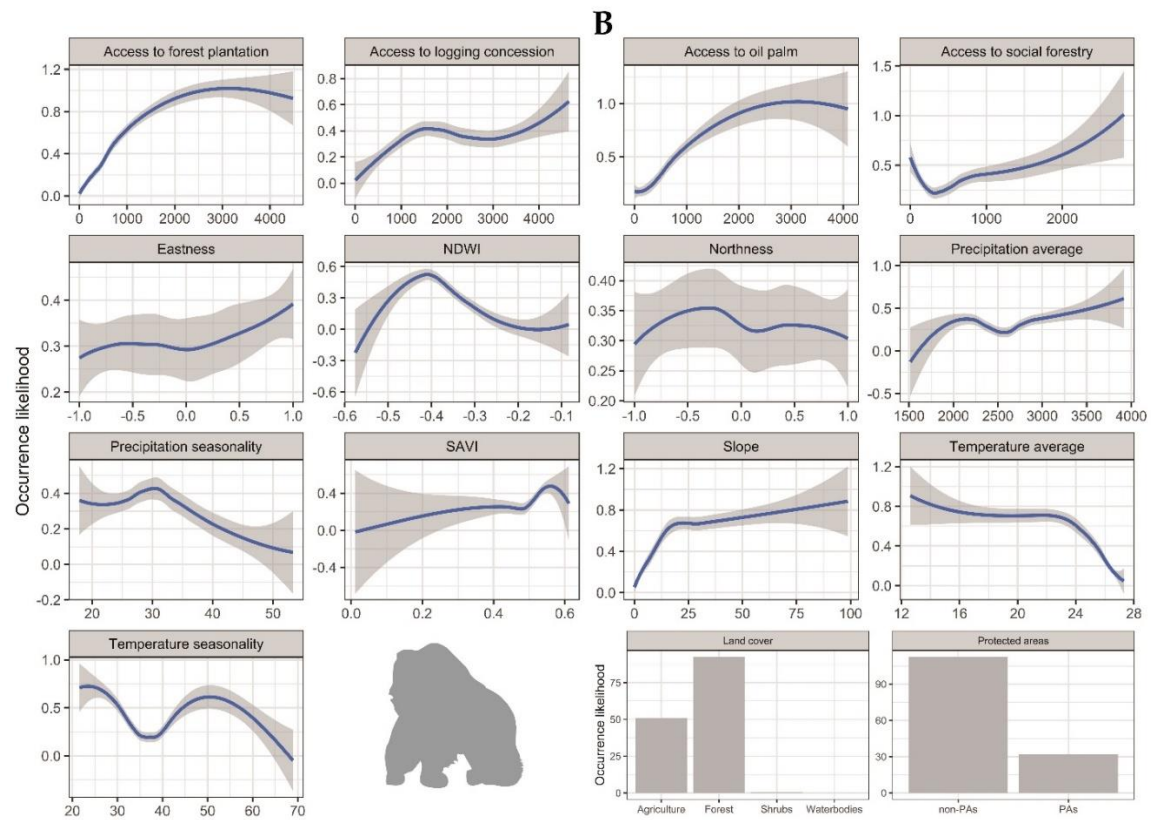 B
Access to forest plantation
Access to logging concession
Access to oil palm
Access to social forestry
1.2
0.8
0.4
0.0
0 1000 2000 3000 4000
0.8
0.6
0.4
0.2
0.0
0 1000 2000 3000 4000
1.0
0.5
0 1000 2000 3000 4000
1.5
1.0
0.5
0 1000 2000
Occurrence likelihood
Eastness
NDWI
Northness
Precipitation average
0.4
0.3
0.2
-1.0 -0.5 0.0 0.5 1.0
0.6
0.3
0.0
-0.3
-0.6
-0.6 -0.5 -0.4 -0.3 -0.2 -0.1
0.40
0.35
0.30
0.25
0.20
-1.0 -0.5 0.0 0.5 1.0
1.0
0.5
0.0
-0.5
1500 2000 2500 3000 3500 4000
Precipitation seasonality
SAVI
Slope
Temperature average
0.4
0.2
0.0
-0.2
20 30 40 50
0.4
0.0
-0.4
0.0 0.2 0.4 0.6
1.2
0.8
0.4
0.0
0 25 50 75 100
1.2
0.8
0.4
0.0
12 16 20 24 28
Temperature seasonality
Land cover
Protected areas
1.0
0.5
0.0
20 30 40 50 60 70
Occurrence likelihood
75
50
25
0
Agriculture Forest Shrubs Waterbodies
90
60
30
0
non-PAs PAs